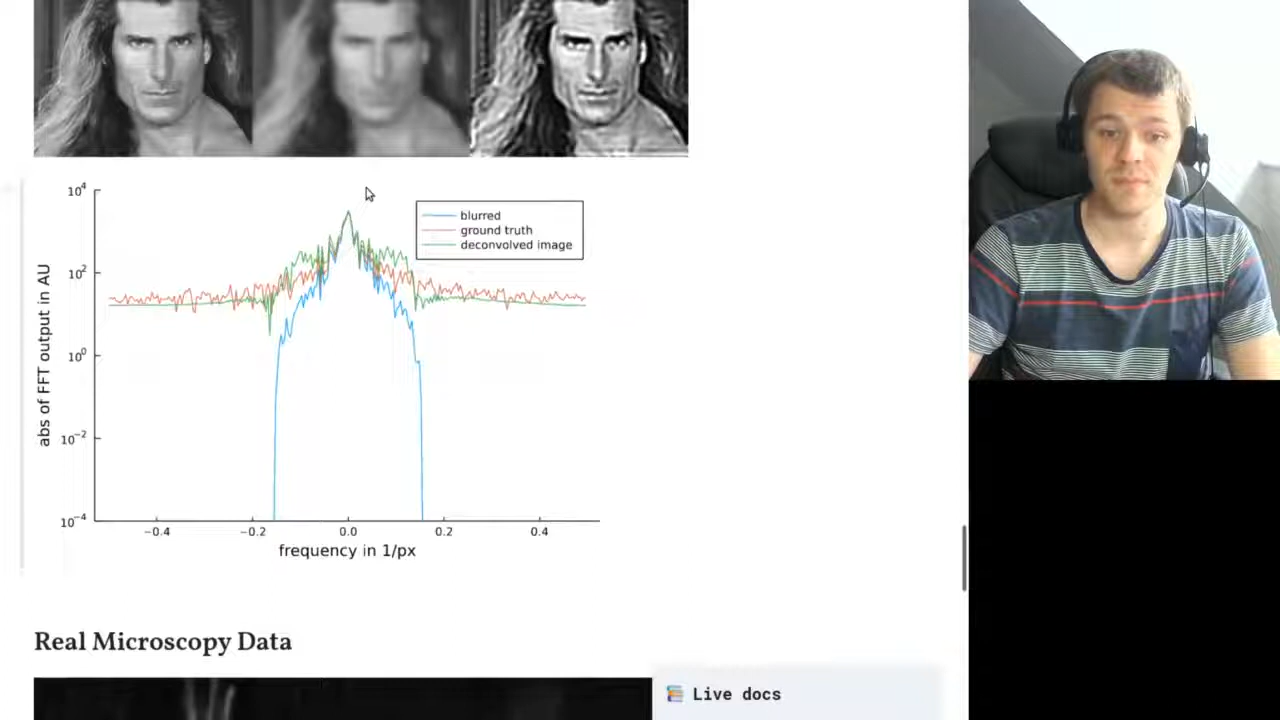 10⁴
10²
10⁰
10⁻²
10⁻⁴
abs of FFT output in AU
blurred
ground truth
deconvolved image
−0.4 −0.2 0.0 0.2 0.4
frequency in 1/px
Real Microscopy Data
Live docs